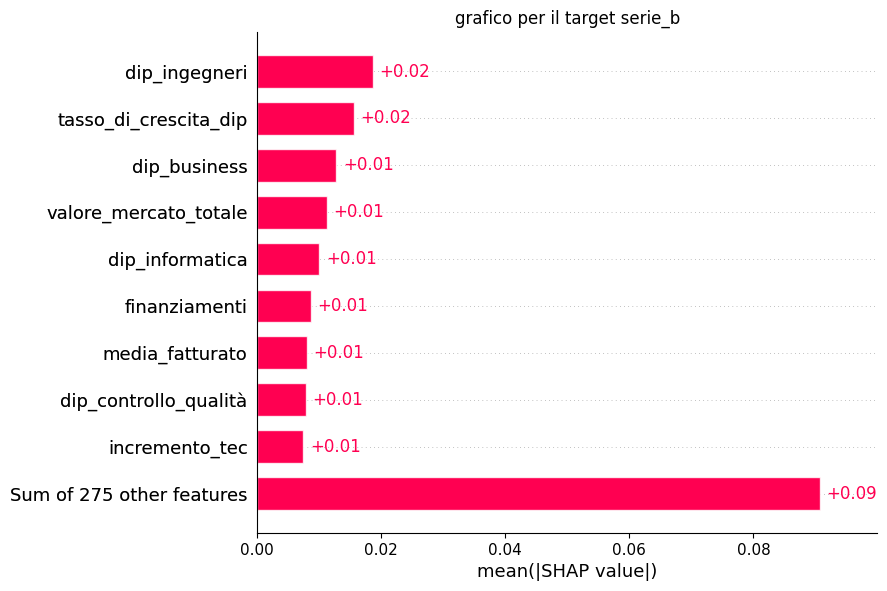 grafico per il target serie_b
dip_ingegneri +0.02
tasso_di_crescita_dip +0.02
dip_business +0.01
valore_mercato_totale +0.01
dip_informatica +0.01
finanziamenti +0.01
media_fatturato +0.01
dip_controllo_qualità +0.01
incremento_tec +0.01
Sum of 275 other features +0.09
0.00 0.02 0.04 0.06 0.08
mean(|SHAP value|)